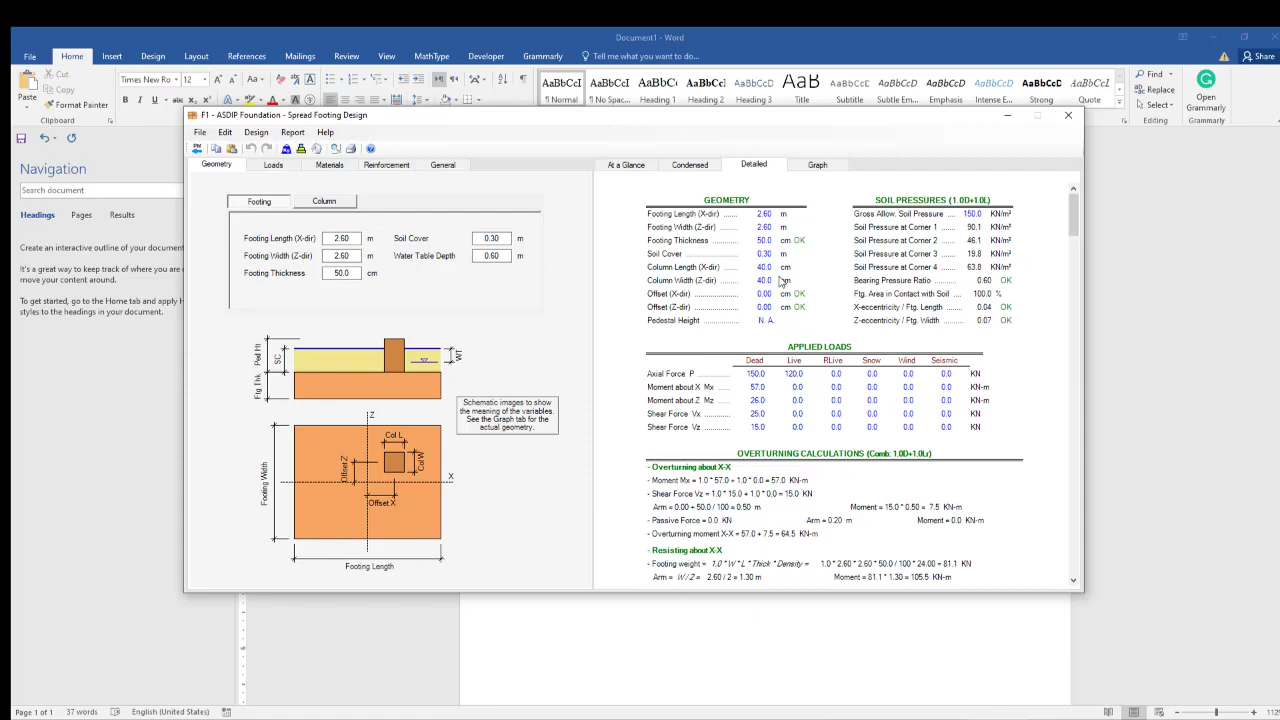 Document1 - Word
File Home Insert Design Layout References Mailings Review View MathType Developer Grammarly Tell me what you want to do... Share
Cut
Copy
Format Painter
Paste
Clipboard
Times New Ro 12
AaBbCcI AaBbCcI AaBbC AaBbCcI AaBbCcD AaB AaBbCcD AaBbCcD AaBbCcD AaBbCcD AaBbCcD AaBbCcD
¶ Normal ¶ No Spac... Heading 1 Heading 2 Heading 3 Title Subtitle Subtle Em... Emphasis Intense E... Strong Quote
Find
Replace
Select
Editing
Open Grammarly
Grammarly
F1 - ASDIP Foundation - Spread Footing Design
File Edit Design Report Help
Geometry Loads Materials Reinforcement General
At a Glance Condensed Detailed Graph
Navigation
Search document
Headings Pages Results
Create an interactive outline of your document
It's a great way to keep track of where you are
move your content around.
To get started, go to the Home tab and apply H
styles to the headings in your document.
Footing Column
Footing Length (X-dir) 2.60 m Soil Cover 0.30 m
Footing Width (Z-dir) 2.60 m Water Table Depth 0.60 m
Footing Thickness 50.0 cm
Ped Ht
SC
Ftg Thk
WT
Schematic images to show
the meaning of the variables.
See the Graph tab for the
actual geometry.
Z
Col L
Col W
Offset Z
X
Offset X
Footing Width
Footing Length
GEOMETRY
Footing Length (X-dir) ....... 2.60 m
Footing Width (Z-dir) ........ 2.60 m
Footing Thickness .............. 50.0 cm OK
Soil Cover ......................... 0.30 m
Column Length (X-dir) ...... 40.0 cm
Column Width (Z-dir) ........ 40.0 cm
Offset (X-dir) ........................ 0.00 cm OK
Offset (Z-dir) ........................ 0.00 cm OK
Pedestal Height ................ N. A.
SOIL PRESSURES (1.0D+1.0L)
Gross Allow. Soil Pressure .... 150.0 KN/m²
Soil Pressure at Corner 1 ...... 90.1 KN/m²
Soil Pressure at Corner 2 ...... 46.1 KN/m²
Soil Pressure at Corner 3 ...... 19.8 KN/m²
Soil Pressure at Corner 4 ...... 63.8 KN/m²
Bearing Pressure Ratio ......... 0.60 OK
Ftg. Area in Contact with Soil .... 100.0 %
X-eccentricity / Ftg. Length ..... 0.04 OK
Z-eccentricity / Ftg. Width ...... 0.07 OK
APPLIED LOADS
Dead Live RLive Snow Wind Seismic
Axial Force P ............ 150.0 120.0 0.0 0.0 0.0 0.0 KN
Moment about X Mx ...... 57.0 0.0 0.0 0.0 0.0 0.0 KN-m
Moment about Z Mz ...... 26.0 0.0 0.0 0.0 0.0 0.0 KN-m
Shear Force Vx ............ 25.0 0.0 0.0 0.0 0.0 0.0 KN
Shear Force Vz ............ 15.0 0.0 0.0 0.0 0.0 0.0 KN
OVERTURNING CALCULATIONS (Comb: 1.0D+1.0Lr)
- Overturning about X-X
- Moment Mx = 1.0 * 57.0 + 1.0 * 0.0 = 57.0 KN-m
- Shear Force Vz = 1.0 * 15.0 + 1.0 * 0.0 = 15.0 KN
Arm = 0.00 + 50.0 / 100 = 0.50 m Moment = 15.0 * 0.50 = 7.5 KN-m
- Passive Force = 0.0 KN Arm = 0.20 m Moment = 0.0 KN-m
- Overturning moment X-X = 57.0 + 7.5 = 64.5 KN-m
- Resisting about X-X
- Footing weight = 1.0 * W * L * Thick * Density = 1.0 * 2.60 * 2.60 * 50.0 / 100 * 24.00 = 81.1 KN
Arm = W / 2 = 2.60 / 2 = 1.30 m Moment = 81.1 * 1.30 = 105.5 KN-m
Page 1 of 1 37 words English (United States)